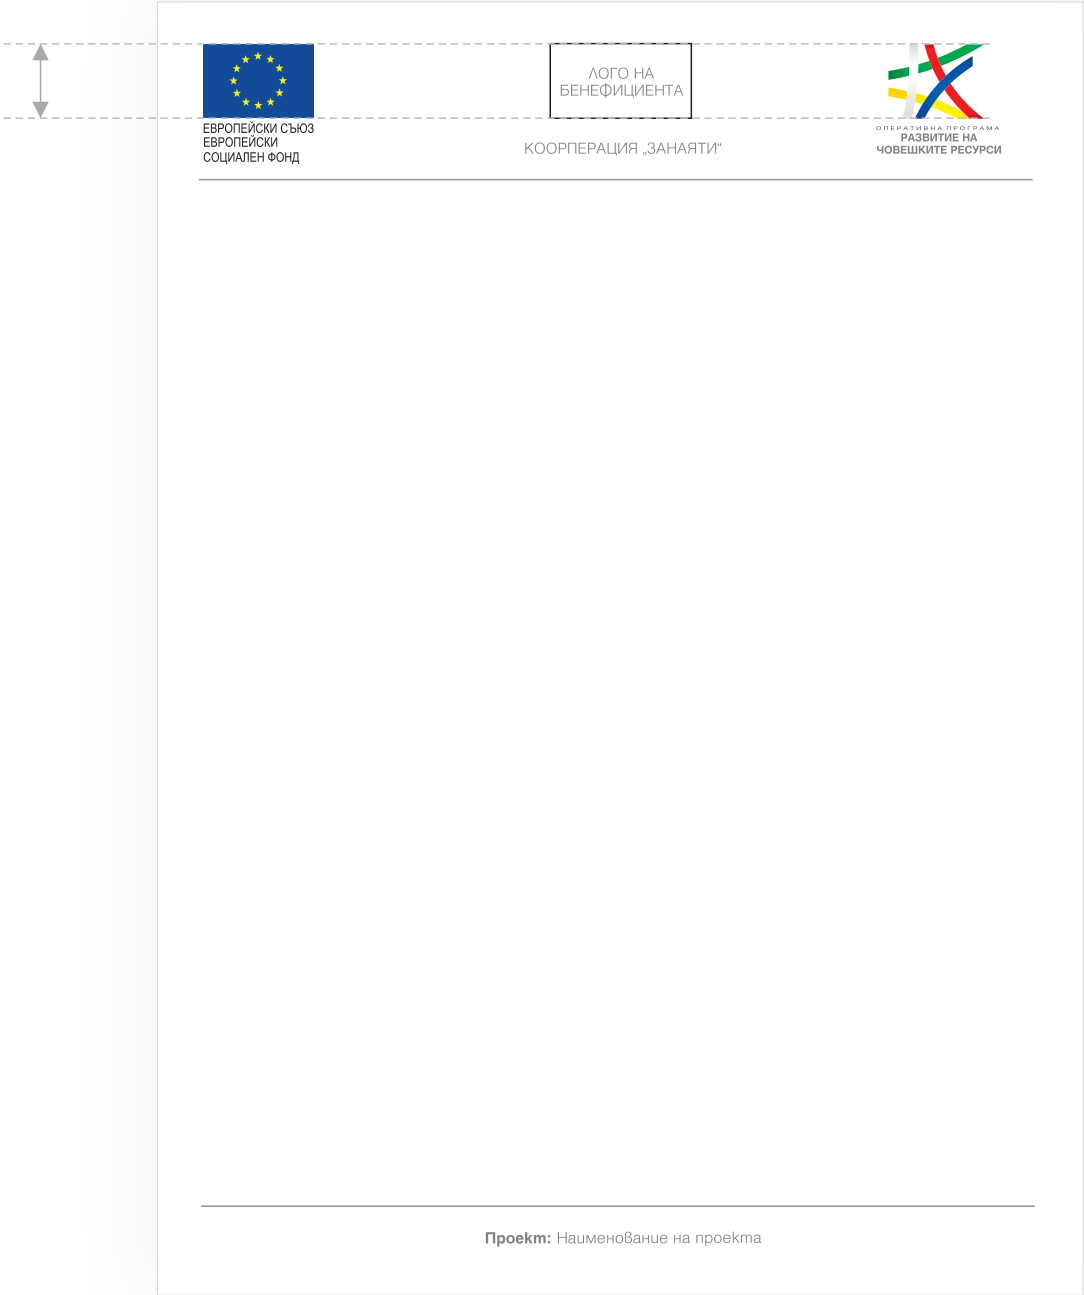 ЕВРОПЕЙСКИ СЪЮЗ
ЕВРОПЕЙСКИ
СОЦИАЛЕН ФОНД
ЛОГО НА
БЕНЕФИЦИЕНТА
КООРПЕРАЦИЯ „ЗАНАЯТИ“
ОПЕРАТИВНА ПРОГРАМА
РАЗВИТИЕ НА
ЧОВЕШКИТЕ РЕСУРСИ
Проект: Наименование на проекта